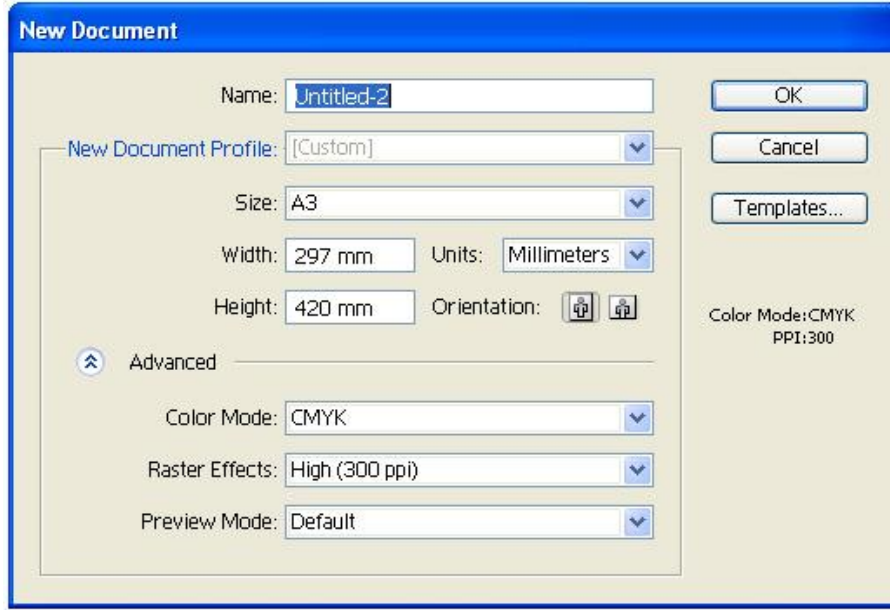 New Document
Name: Untitled-2
OK
New Document Profile: [Custom]
Cancel
Size: A3
Templates...
Width: 297 mm Units: Millimeters
Height: 420 mm Orientation:
Color Mode:CMYK
PPI:300
Advanced
Color Mode: CMYK
Raster Effects: High (300 ppi)
Preview Mode: Default